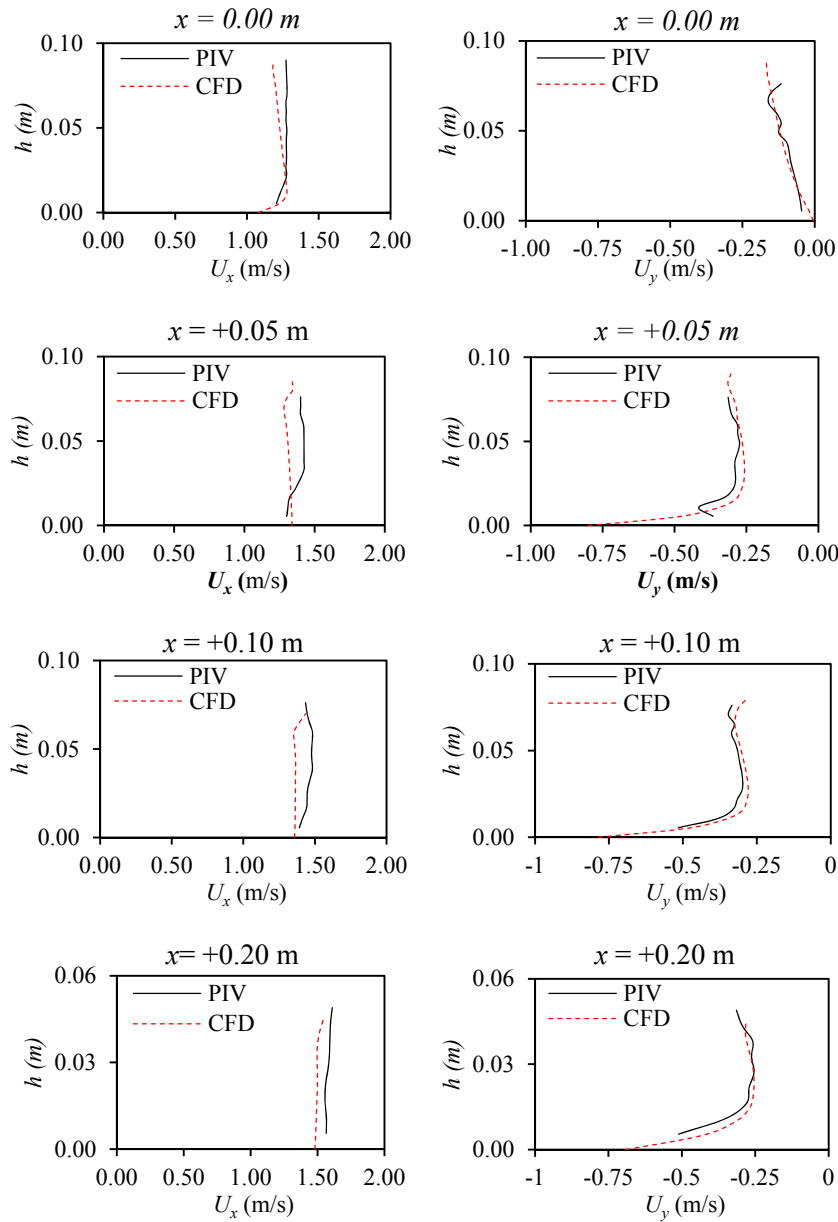 x = 0.00 m
0.10
PIV
CFD
h (m)
0.05
0.00
0.00 0.50 1.00 1.50 2.00
Ux (m/s)
x = 0.00 m
0.10
PIV
CFD
h (m)
0.05
0.00
-1.00 -0.75 -0.50 -0.25 0.00
Uy (m/s)
x = +0.05 m
0.10
PIV
CFD
h (m)
0.05
0.00
0.00 0.50 1.00 1.50 2.00
Ux (m/s)
x = +0.05 m
0.10
PIV
CFD
h (m)
0.05
0.00
-1.00 -0.75 -0.50 -0.25 0.00
Uy (m/s)
x = +0.10 m
0.10
PIV
CFD
h (m)
0.05
0.00
0.00 0.50 1.00 1.50 2.00
Ux (m/s)
x = +0.10 m
0.10
PIV
CFD
h (m)
0.05
0.00
-1 -0.75 -0.5 -0.25 0
Uy (m/s)
x= +0.20 m
0.06
PIV
CFD
h (m)
0.03
0.00
0.00 0.50 1.00 1.50 2.00
Ux (m/s)
x = +0.20 m
0.06
PIV
CFD
h (m)
0.03
0.00
-1 -0.75 -0.5 -0.25 0
Uy (m/s)